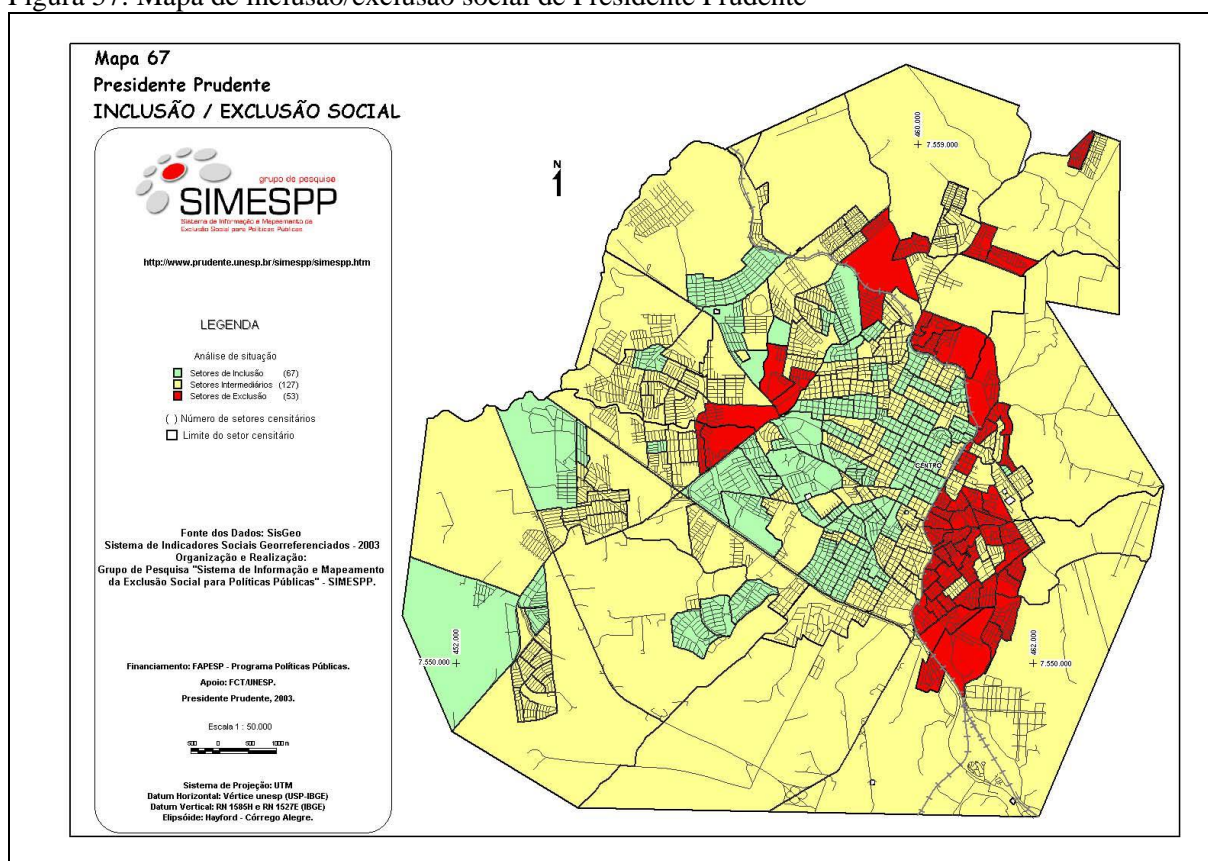 Figura 37: Mapa de inclusão/exclusão social de Presidente Prudente
Mapa 67
Presidente Prudente
INCLUSÃO / EXCLUSÃO SOCIAL
grupo de pesquisa
SIMESPP
Sistema de Informação e Mapeamento da
Exclusão Social para Políticas Públicas
http://www.prudente.unesp.br/simespp/simespp.htm
LEGENDA
Análise de situação
Setores de Inclusão (67)
Setores Intermediários (127)
Setores de Exclusão (53)
( ) Número de setores censitários
Limite do setor censitário
Fonte dos Dados: SisGeo
Sistema de Indicadores Sociais Georreferenciados - 2003
Organização e Realização:
Grupo de Pesquisa "Sistema de Informação e Mapeamento
da Exclusão Social para Políticas Públicas" - SIMESPP.
Financiamento: FAPESP - Programa Políticas Públicas.
Apoio: FCT/UNESP.
Presidente Prudente, 2003.
Escala 1 : 50.000
500 0 500 1000 m
Sistema de Projeção: UTM
Datum Horizontal: Vértice unesp (USP-IBGE)
Datum Vertical: RN 1585H e RN 1527E (IBGE)
Elipsóide: Hayford - Córrego Alegre.
N
460.000
7.559.000
CENTRO
452.000
7.550.000
462.000
7.550.000